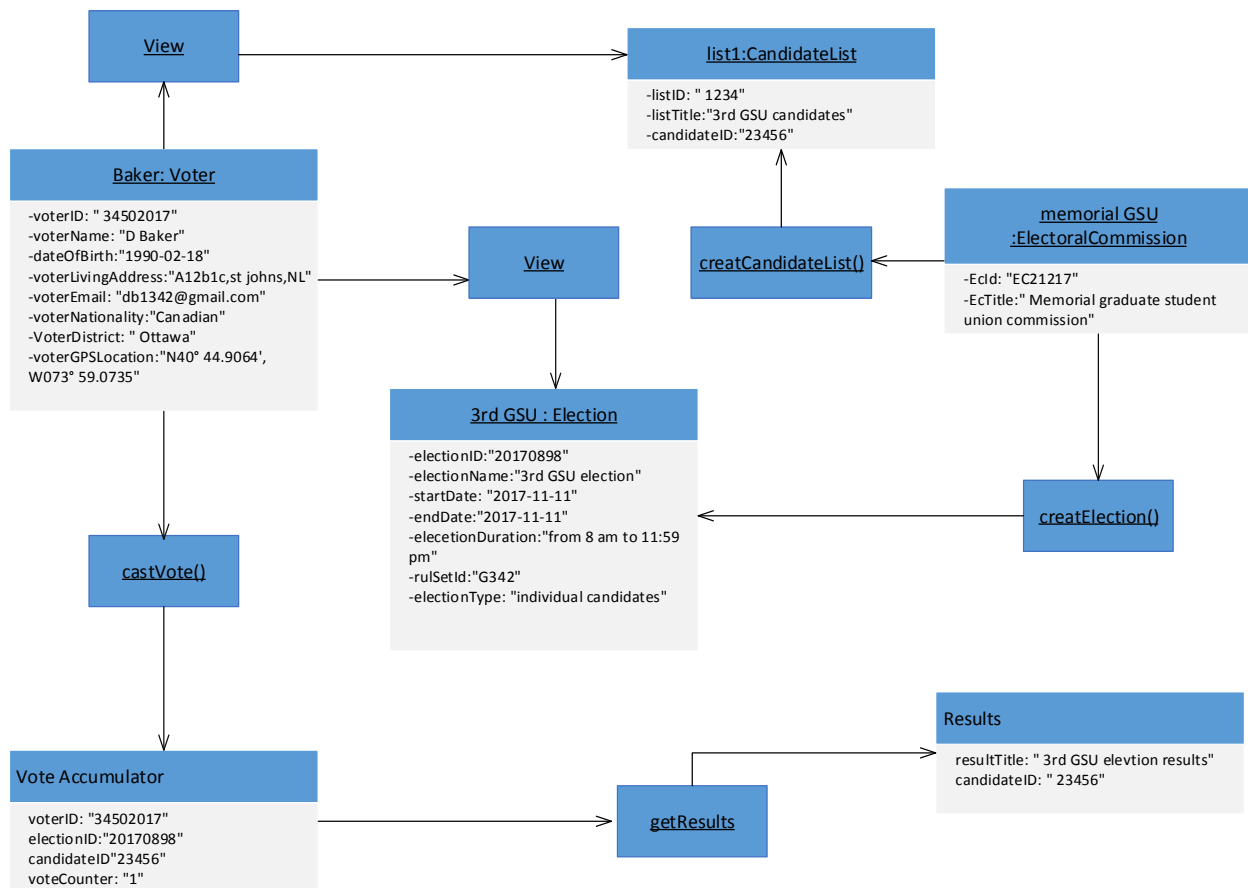 View
list1:CandidateList
-listID: " 1234"
-listTitle:"3rd GSU candidates"
-candidateID:"23456"
Baker: Voter
-voterID: " 34502017"
-voterName: "D Baker"
-dateOfBirth:"1990-02-18"
-voterLivingAddress:"A12b1c,st johns,NL"
-voterEmail: "db1342@gmail.com"
-voterNationality:"Canadian"
-VoterDistrict: " Ottawa"
-voterGPSLocation:"N40° 44.9064',
W073° 59.0735"
View
creatCandidateList()
memorial GSU
:ElectoralCommission
-EcId: "EC21217"
-EcTitle:" Memorial graduate student
union commission"
3rd GSU : Election
-electionID:"20170898"
-electionName:"3rd GSU election"
-startDate: "2017-11-11"
-endDate:"2017-11-11"
-elecetionDuration:"from 8 am to 11:59
pm"
-rulSetId:"G342"
-electionType: "individual candidates"
creatElection()
castVote()
Vote Accumulator
voterID: "34502017"
electionID:"20170898"
candidateID"23456"
voteCounter: "1"
getResults
Results
resultTitle: " 3rd GSU elevtion results"
candidateID: " 23456"